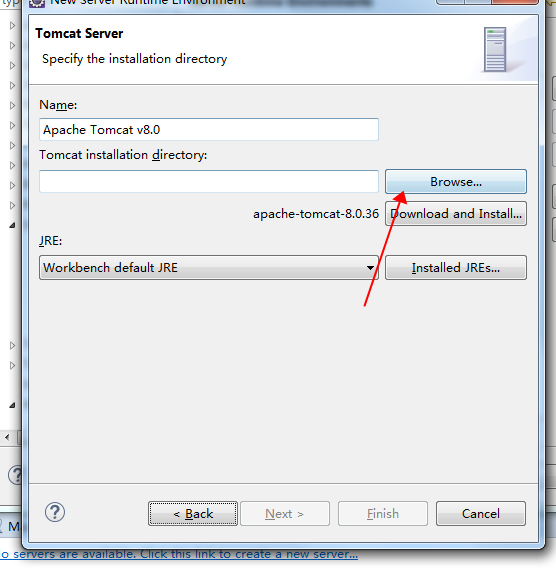 New Server Runtime Environment
Tomcat Server
Specify the installation directory
Name:
Apache Tomcat v8.0
Tomcat installation directory:
Browse...
apache-tomcat-8.0.36 Download and Install...
JRE:
Workbench default JRE
Installed JREs...
< Back
Next >
Finish
Cancel
o servers are available. Click this link to create a new server...